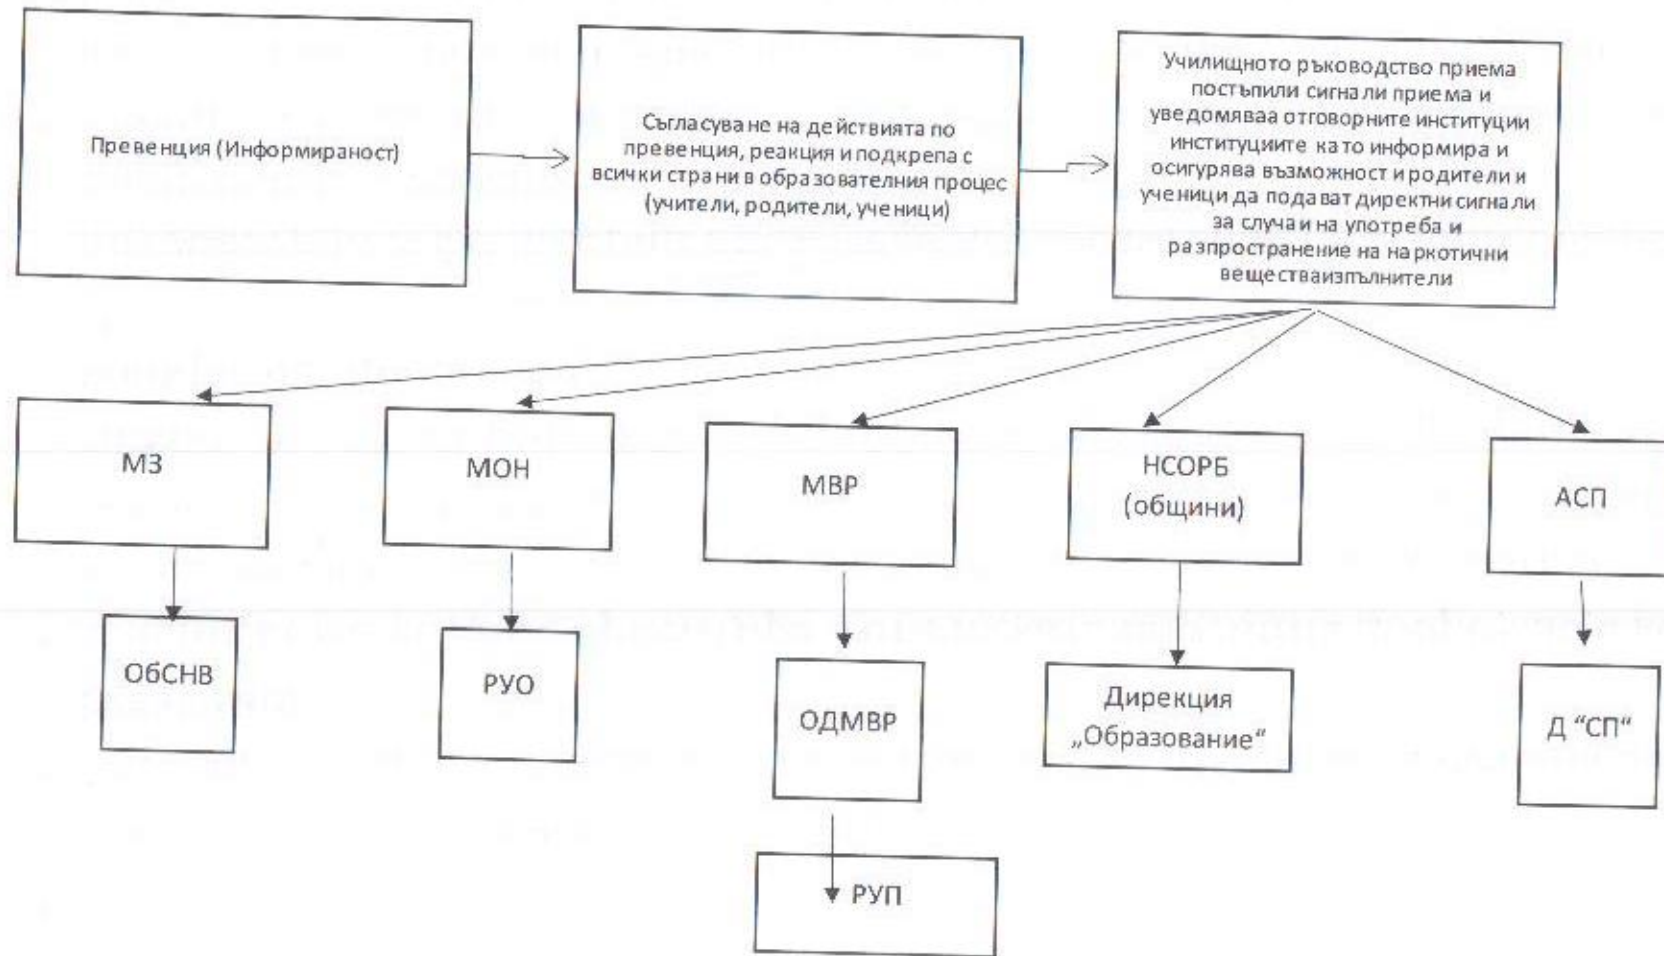 Превенция (Информираност)
Съгласуване на действията по
превенция, реакция и подкрепа с
всички страни в образователния процес
(учители, родители, ученици)
Училищното ръководство приема
постъпили сигнали приема и
уведомяваа отговорните институции
институциите като информира и
осигурява възможност и родители и
ученици да подават директни сигнали
за случаи на употреба и
разпространение на наркотични
веществаизпълнители
МЗ
МОН
МВР
НСОРБ
(общини)
АСП
ОбСНВ
РУО
ОДМВР
Дирекция
„Образование“
Д “СП“
РУП